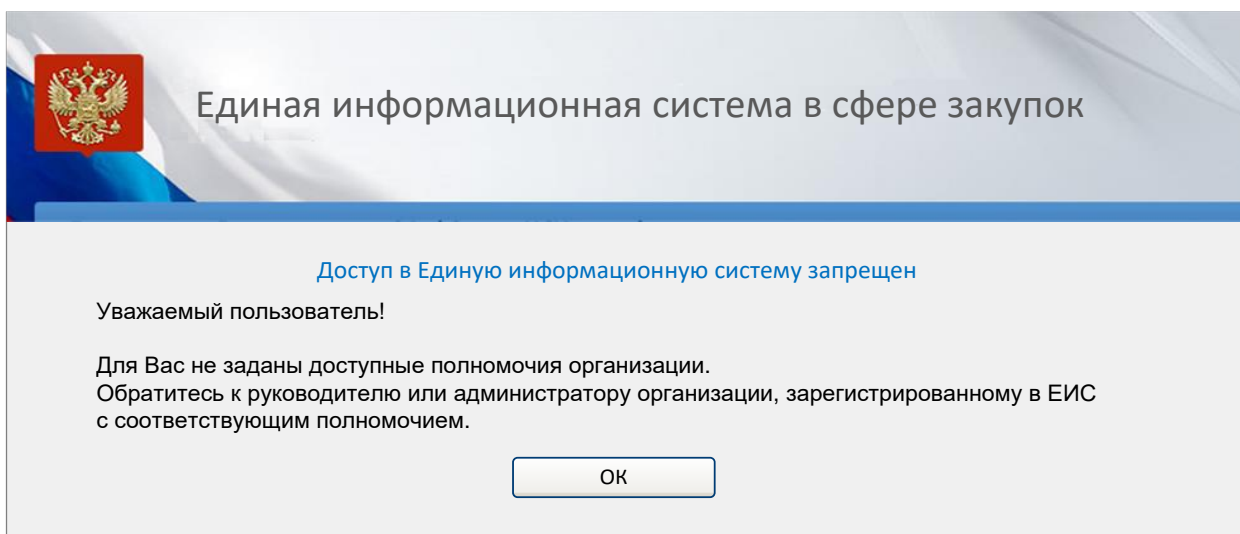 Единая информационная система в сфере закупок
Доступ в Единую информационную систему запрещен
Уважаемый пользователь!
Для Вас не заданы доступные полномочия организации.
Обратитесь к руководителю или администратору организации, зарегистрированному в ЕИС
с соответствующим полномочием.
ОК